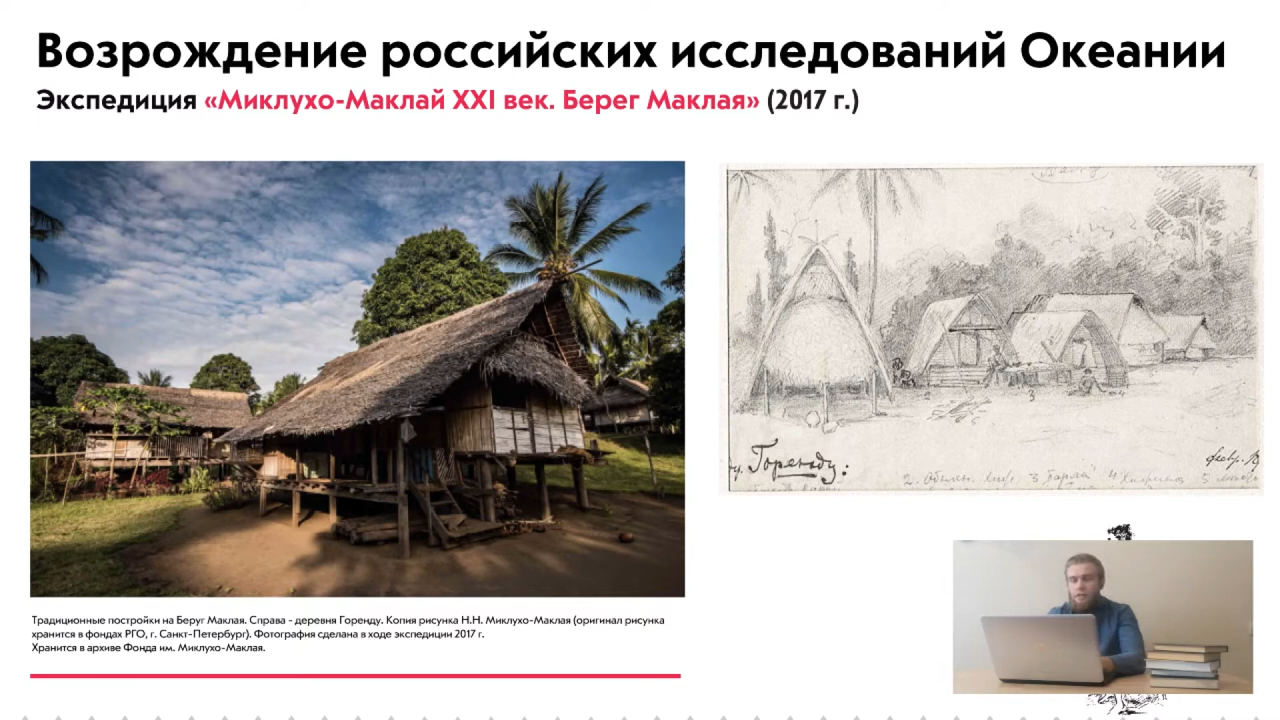 Возрождение российских исследований Океании
Экспедиция «Миклухо-Маклай XXI век. Берег Маклая» (2017 г.)
Горенду:
Традиционные постройки на Беруг Маклая. Справа - деревня Горенду. Копия рисунка Н.Н. Миклухо-Маклая (оригинал рисунка
хранится в фондах РГО, г. Санкт-Петербург). Фотография сделана в ходе экспедиции 2017 г.
Хранится в архиве Фонда им. Миклухо-Маклая.